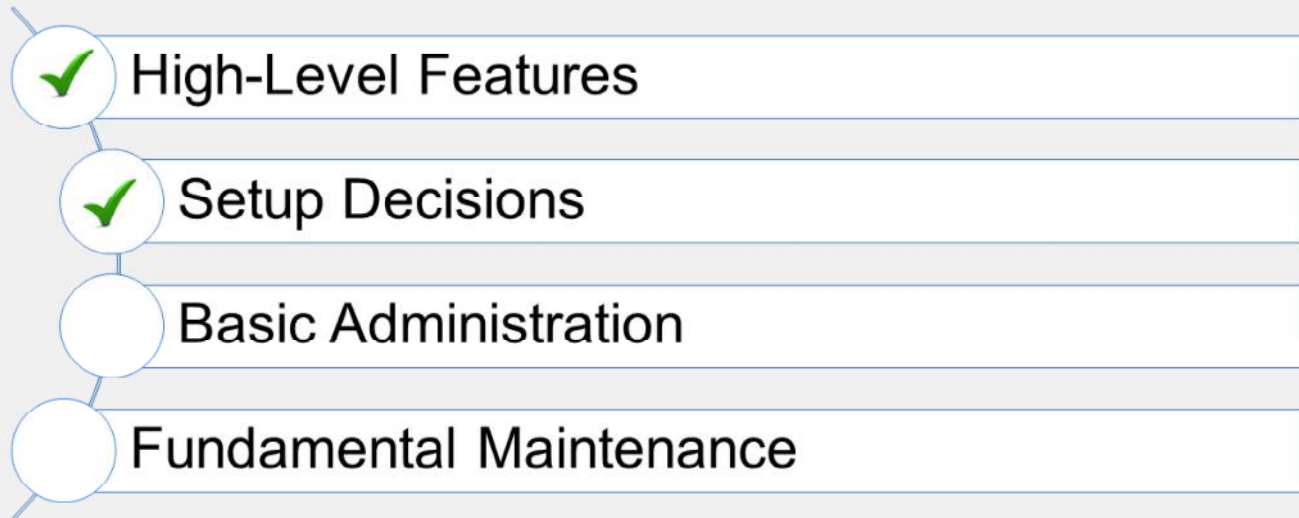 High-Level Features
Setup Decisions
Basic Administration
Fundamental Maintenance